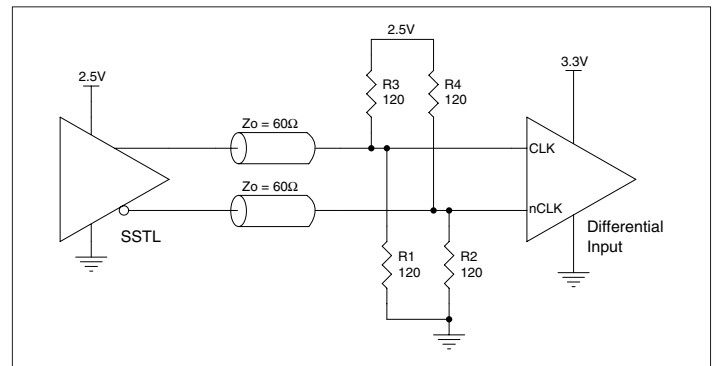 2.5V
3.3V
2.5V
R3
120
R4
120
Zo = 60Ω
CLK
Zo = 60Ω
nCLK
Differential
Input
SSTL
R1
120
R2
120